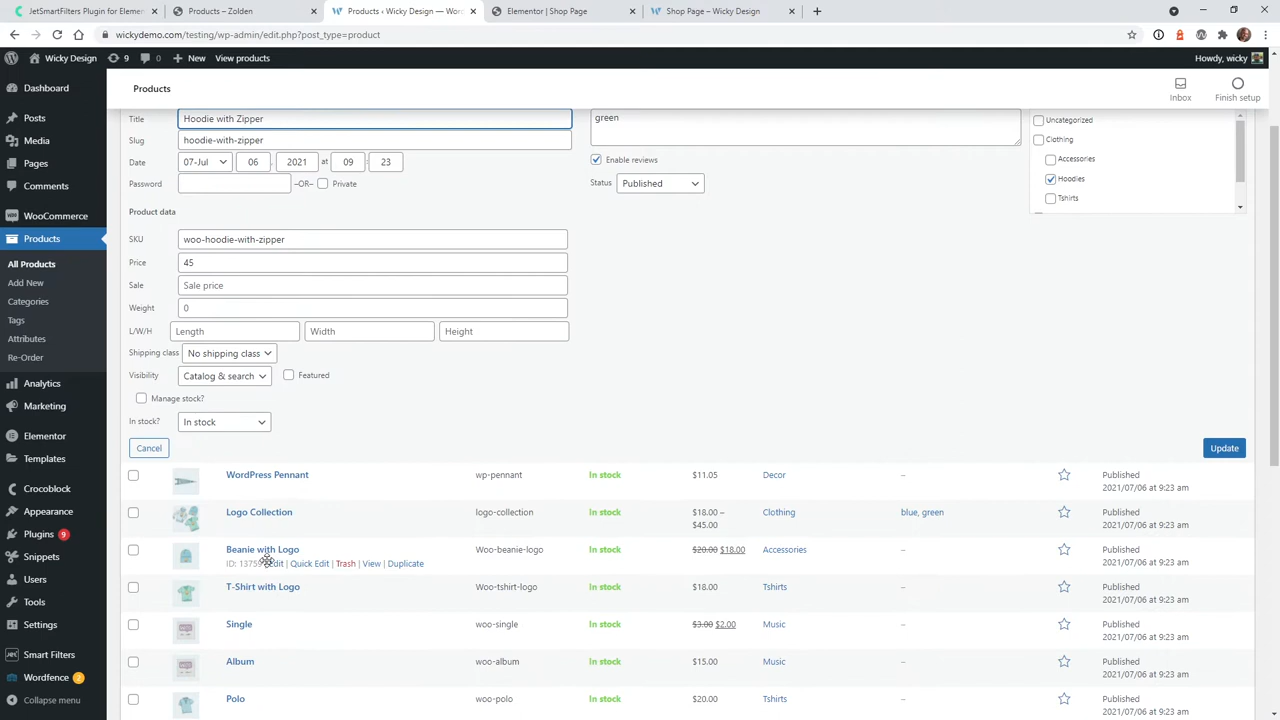 JetSmartFilters Plugin for Elemen
Products – Zolden
Products ‹ Wicky Design — Woo
Elementor | Shop Page
Shop Page – Wicky Design
wickydemo.com/testing/wp-admin/edit.php?post_type=product
Wicky Design
9
0
New
View products
Howdy, wicky
Products
Inbox
Finish setup
Dashboard
Posts
Media
Pages
Comments
WooCommerce
Products
All Products
Add New
Categories
Tags
Attributes
Re-Order
Analytics
Marketing
Elementor
Templates
Crocoblock
Appearance
Plugins 9
Snippets
Users
Tools
Settings
Smart Filters
Wordfence 2
Collapse menu
Title Hoodie with Zipper
Slug hoodie-with-zipper
Date 07-Jul 06 , 2021 at 09 : 23
Password –OR– Private
Product data
SKU woo-hoodie-with-zipper
Price 45
Sale Sale price
Weight 0
L/W/H Length Width Height
Shipping class No shipping class
Visibility Catalog & search Featured
Manage stock?
In stock? In stock
Cancel
green
Enable reviews
Status Published
Uncategorized
Clothing
Accessories
Hoodies
Tshirts
Update
WordPress Pennant wp-pennant In stock $11.05 Decor – Published
2021/07/06 at 9:23 am
Logo Collection logo-collection In stock $18.00 – Clothing blue, green Published
$45.00 2021/07/06 at 9:23 am
Beanie with Logo Woo-beanie-logo In stock $20.00 $18.00 Accessories – Published
Edit | Quick Edit | Trash | View | Duplicate 2021/07/06 at 9:23 am
T-Shirt with Logo Woo-tshirt-logo In stock $18.00 Tshirts – Published
2021/07/06 at 9:23 am
Single woo-single In stock $3.00 $2.00 Music – Published
2021/07/06 at 9:23 am
Album woo-album In stock $15.00 Music – Published
2021/07/06 at 9:23 am
Polo woo-polo In stock $20.00 Tshirts – Published
2021/07/06 at 9:23 am